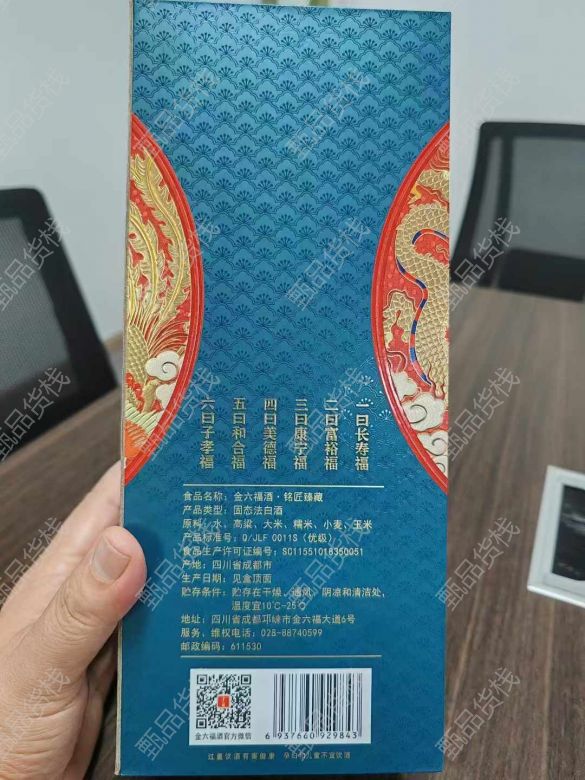 一曰长寿福
二曰富裕福
三曰康宁福
四曰美德福
五曰和合福
六曰子孝福
食品名称：金六福酒·铭匠臻藏
产品类型：固态法白酒
原料：水、高粱、大米、糯米、小麦、玉米
产品标准号：Q/JLF 0011S（优级）
食品生产许可证编号：SC11551018350051
产地：四川省成都市
生产日期：见盒顶面
贮存条件：贮存在干燥、通风、阴凉和清洁处，
温度宜10℃-25℃
地址：四川省成都邛崃市金六福大道6号
服务、维权电话：028-88740599
邮政编码：611530
金六福酒官方微信
6 937660 929843
过量饮酒有害健康 孕妇和儿童不宜饮酒
甄品货栈